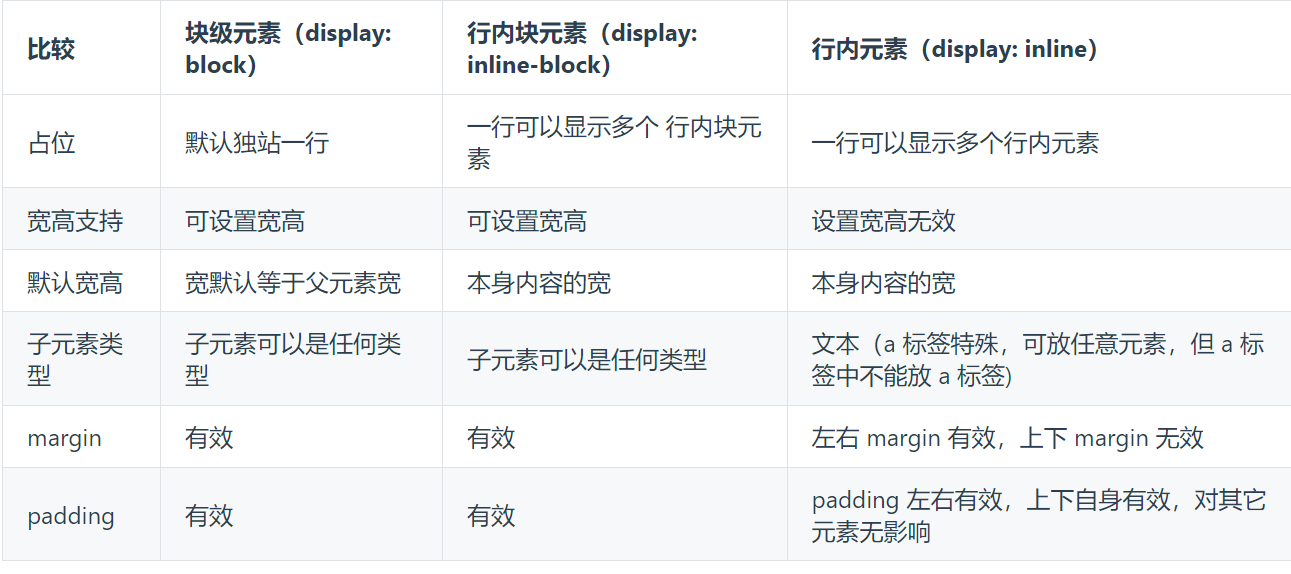 比较
块级元素（display:
block）
行内块元素（display:
inline-block）
行内元素（display: inline）
占位
默认独站一行
一行可以显示多个 行内块元
素
一行可以显示多个行内元素
宽高支持
可设置宽高
可设置宽高
设置宽高无效
默认宽高
宽默认等于父元素宽
本身内容的宽
本身内容的宽
子元素类
型
子元素可以是任何类
型
子元素可以是任何类型
文本（a 标签特殊，可放任意元素，但 a 标
签中不能放 a 标签)
margin
有效
有效
左右 margin 有效，上下 margin 无效
padding
有效
有效
padding 左右有效，上下自身有效，对其它
元素无影响